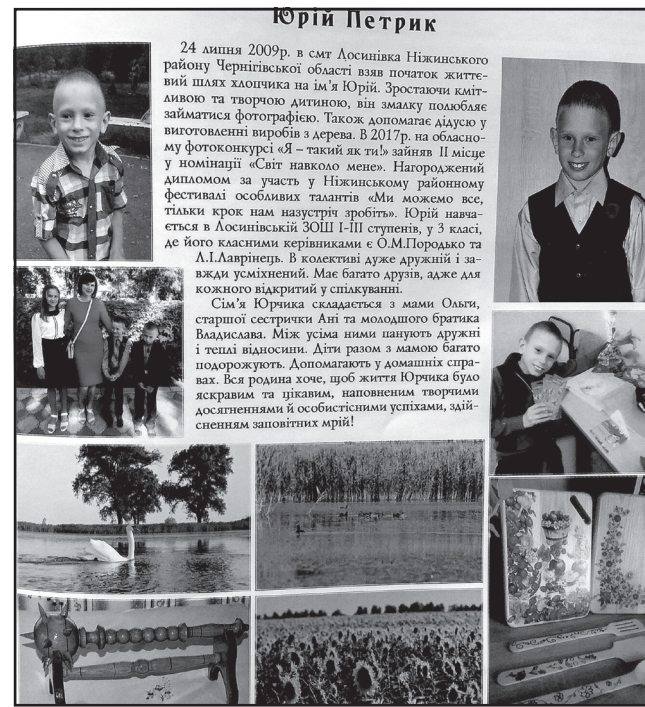 Юрій Петрик
24 липня 2009р. в смт Лосинівка Ніжинського
району Чернігівської області взяв початок життє-
вий шлях хлопчика на ім’я Юрій. Зростаючи кміт-
ливою та творчою дитиною, він змалку полюбляє
займатися фотографією. Також допомагає дідусю у
виготовленні виробів з дерева. В 2017р. на обласно-
му фотоконкурсі «Я – такий як ти!» зайняв II місце
у номінації «Світ навколо мене». Нагороджений
дипломом за участь у Ніжинському районному
фестивалі особливих талантів «Ми можемо все,
тільки крок нам назустріч зробіть». Юрій навча-
ється в Лосинівській ЗОШ I-III ступенів, у 3 класі,
де його класними керівниками є О.М.Породько та
Л.І.Лаврінець. В колективі дуже дружній і за-
вжди усміхнений. Має багато друзів, адже для
кожного відкритий у спілкуванні.
Сім’я Юрчика складається з мами Ольги,
старшої сестрички Ані та молодшого братика
Владислава. Між усіма ними панують дружні
і теплі відносини. Діти разом з мамою багато
подорожують. Допомагають у домашніх спра-
вах. Вся родина хоче, щоб життя Юрчика було
яскравим та цікавим, наповненим творчими
досягненнями й особистісними успіхами, здій-
сненням заповітних мрій!